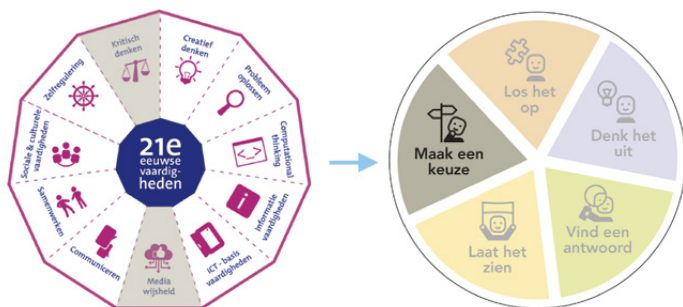 Kritisch
denken
Creatief
denken
Probleem
oplossen
Computational
thinking
Informatie
vaardigheden
ICT - basis
vaardigheden
Media
wijsheid
Communiceren
Samenwerken
Sociale & culturele
vaardigheden
Zelfregulering
21e
eeuwse
vaardig-
heden
Los het
op
Denk het
uit
Vind een
antwoord
Laat het
zien
Maak een
keuze